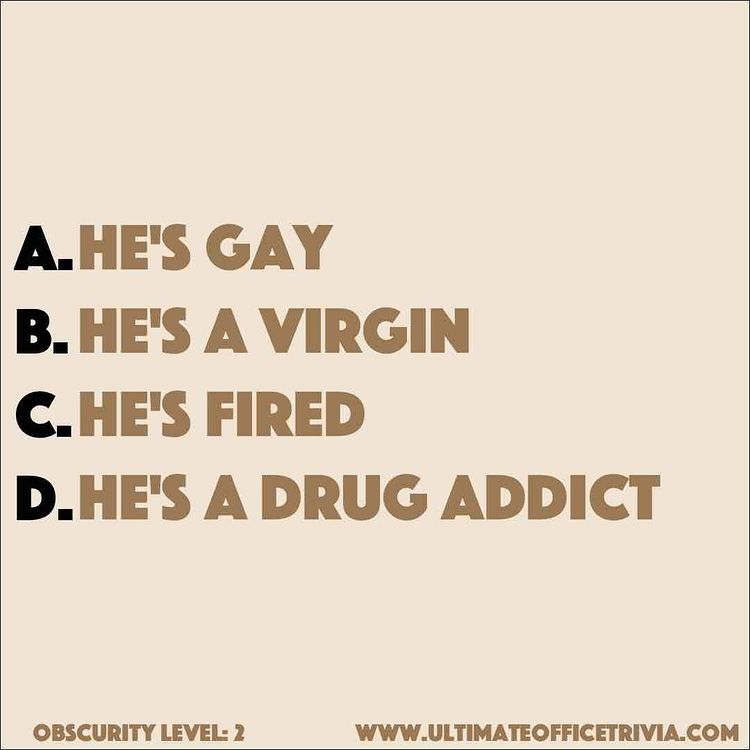 A. HE'S GAY
B. HE'S A VIRGIN
C. HE'S FIRED
D. HE'S A DRUG ADDICT
OBSCURITY LEVEL: 2 WWW.ULTIMATEOFFICETRIVIA.COM